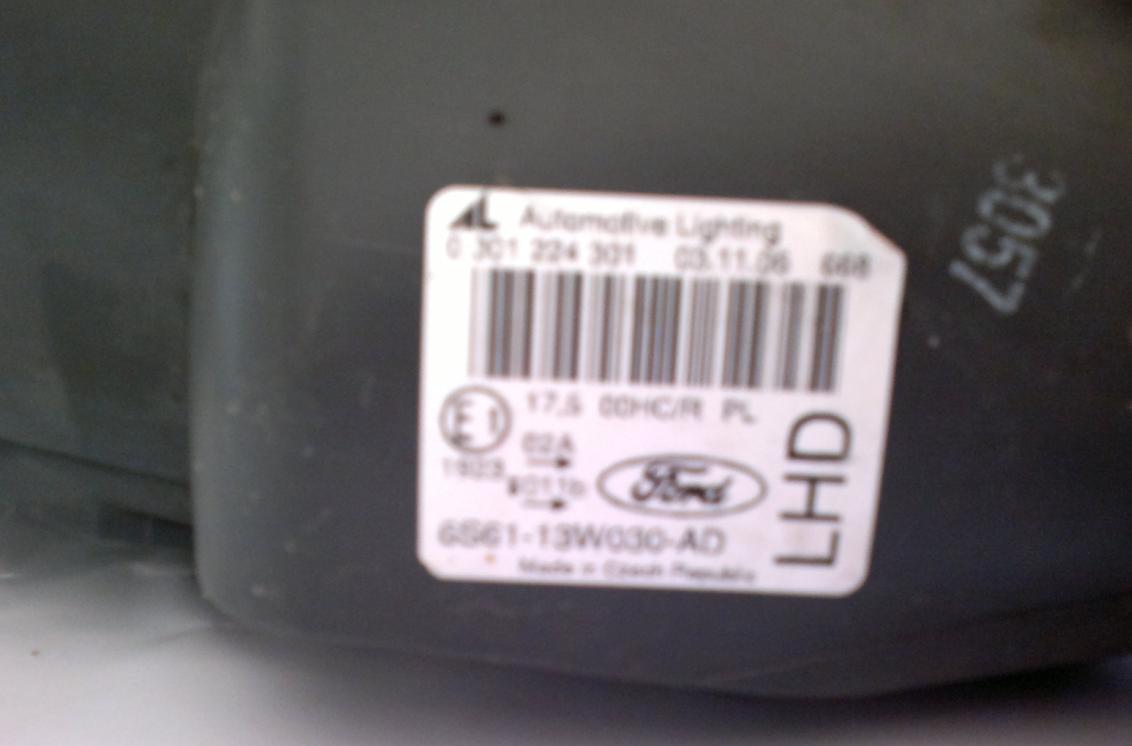 AL Automotive Lighting
0 301 224 301 03.11.06 668
E1
17,5 00HC/R PL
02A
1923
011b
Ford
6S61-13W030-AD
Made in Czech Republic
LHD
3057